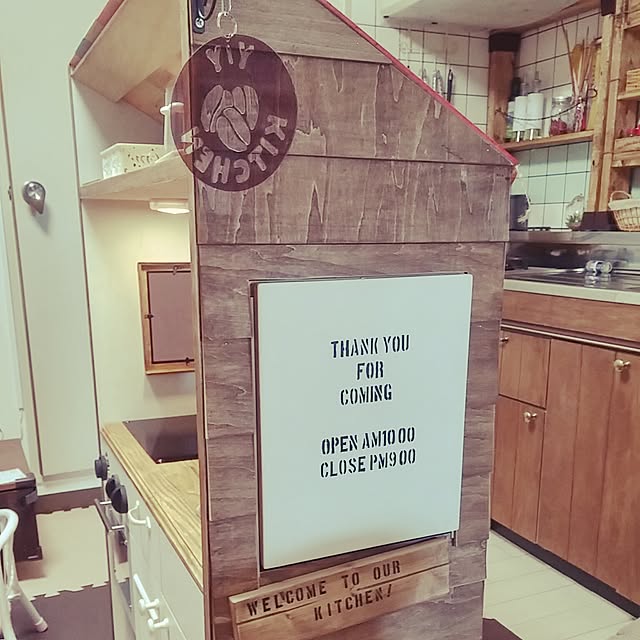 YIY
KITCHEN
THANK YOU
FOR
COMING
OPEN AM10 00
CLOSE PM9 00
WELCOME TO OUR
KITCHEN!